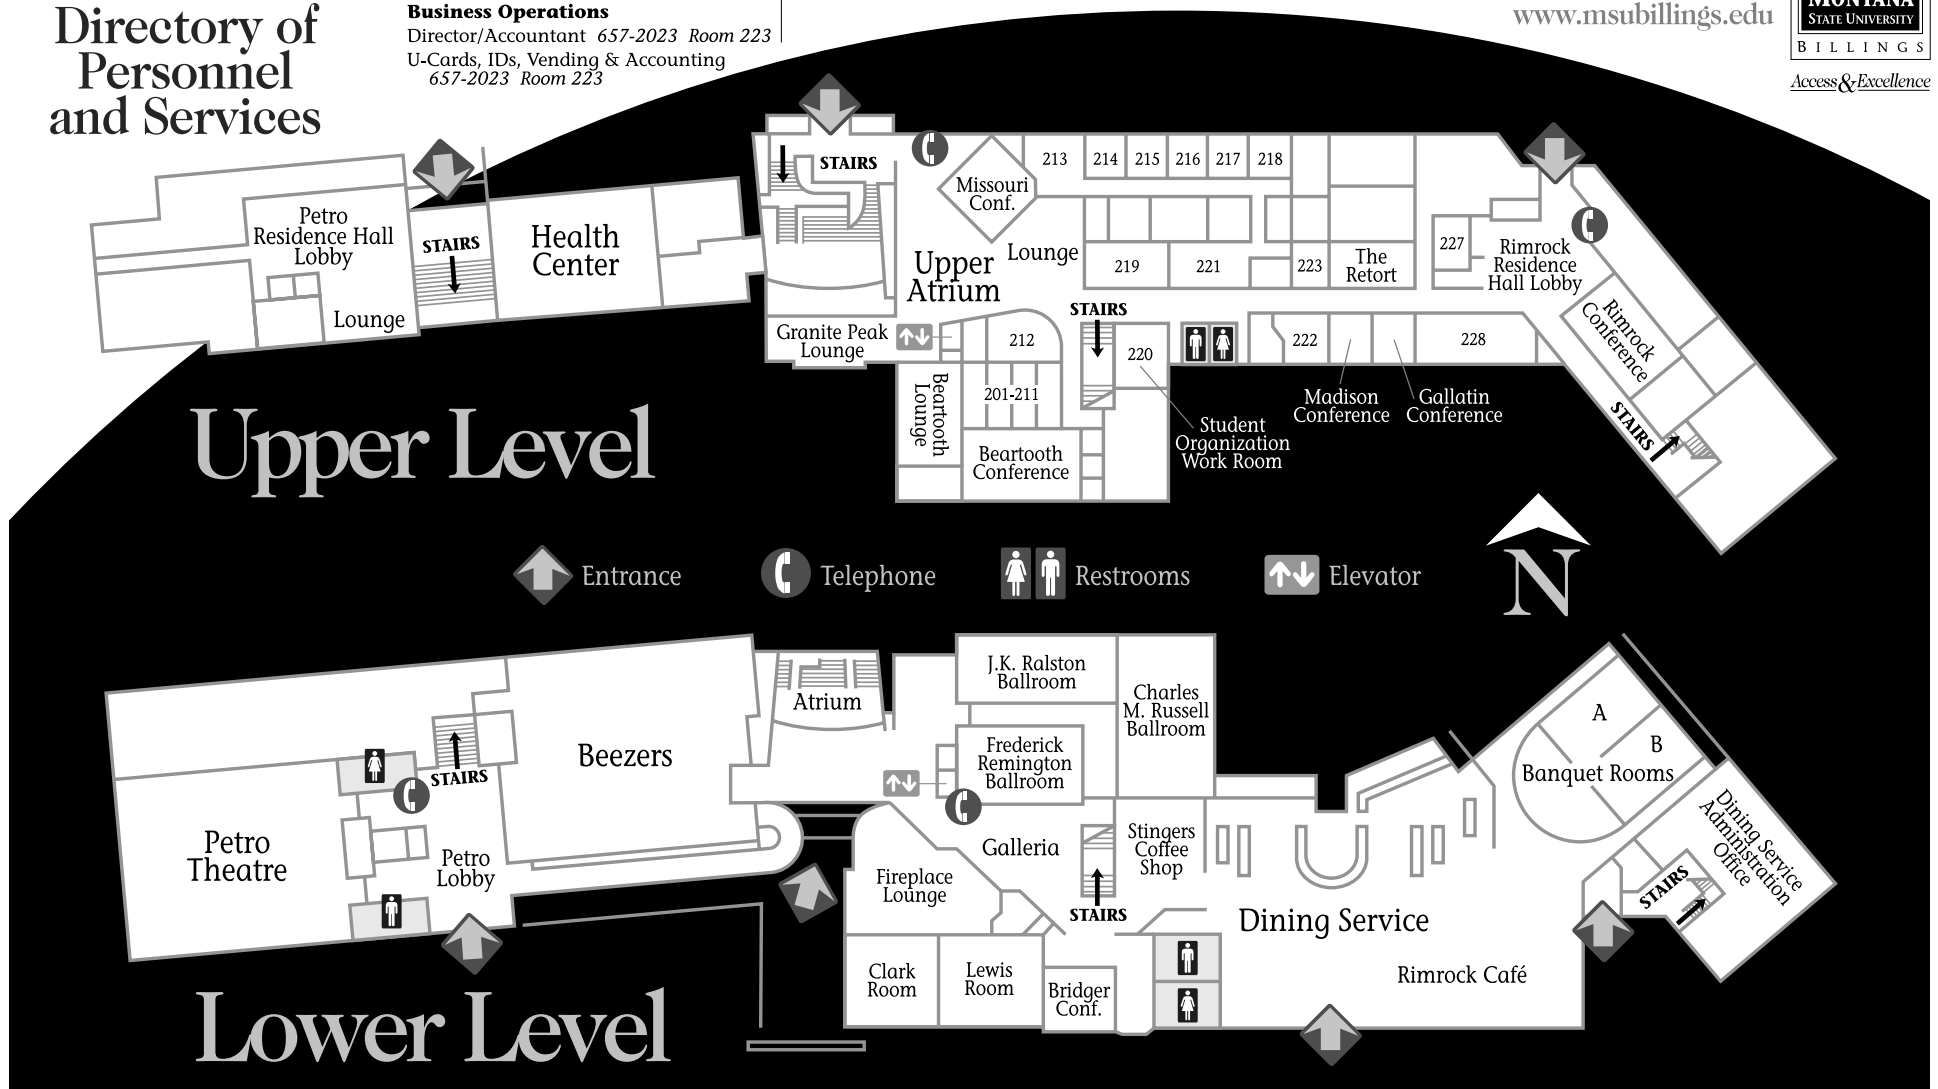 Directory of
Personnel
and Services
Business Operations
Director/Accountant 657-2023 Room 223
U-Cards, IDs, Vending & Accounting
657-2023 Room 223
www.msubillings.edu
MONTANA
STATE UNIVERSITY
BILLINGS
Access&Excellence
Petro
Residence Hall
Lobby
Lounge
STAIRS
Health
Center
STAIRS
Missouri
Conf.
213
214
215
216
217
218
Upper
Atrium
Lounge
219
221
223
The
Retort
227
Rimrock
Residence
Hall Lobby
Rimrock
Conference
STAIRS
Granite Peak
Lounge
212
STAIRS
220
222
228
Beartooth
Lounge
201-211
Beartooth
Conference
Student
Organization
Work Room
Madison
Conference
Gallatin
Conference
Upper Level
Entrance
Telephone
Restrooms
Elevator
N
J.K. Ralston
Ballroom
Charles
M. Russell
Ballroom
Atrium
Frederick
Remington
Ballroom
Beezers
STAIRS
Petro
Theatre
Petro
Lobby
Galleria
Stingers
Coffee
Shop
Fireplace
Lounge
STAIRS
Dining Service
Rimrock Café
Clark
Room
Lewis
Room
Bridger
Conf.
A
B
Banquet Rooms
Dining Service
Administration
Office
STAIRS
Lower Level